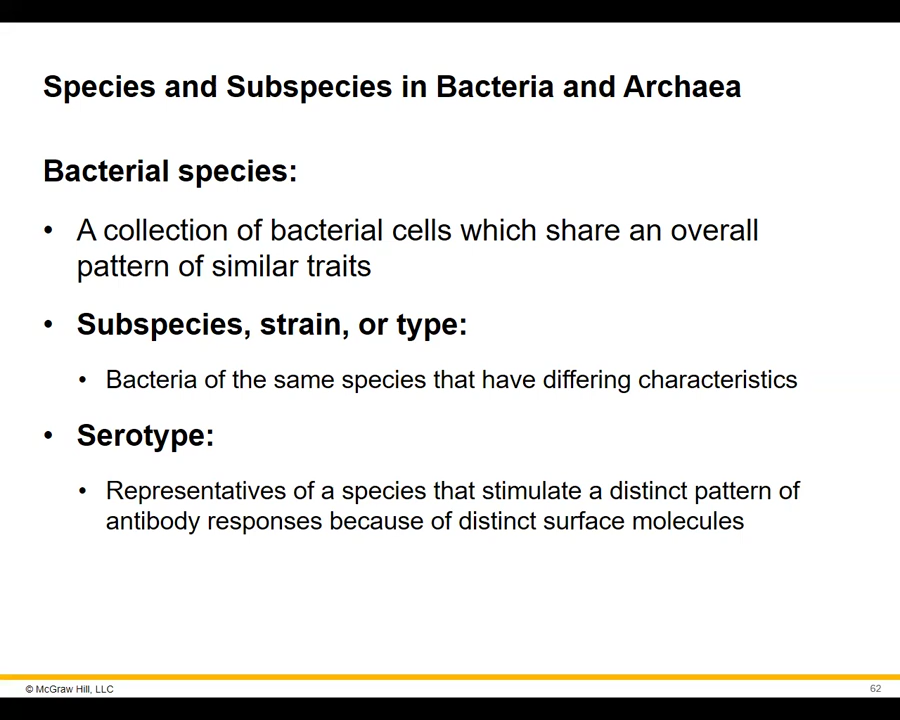 Species and Subspecies in Bacteria and Archaea
Bacterial species:
• A collection of bacterial cells which share an overall
pattern of similar traits
• Subspecies, strain, or type:
• Bacteria of the same species that have differing characteristics
• Serotype:
• Representatives of a species that stimulate a distinct pattern of
antibody responses because of distinct surface molecules
© McGraw Hill, LLC
62